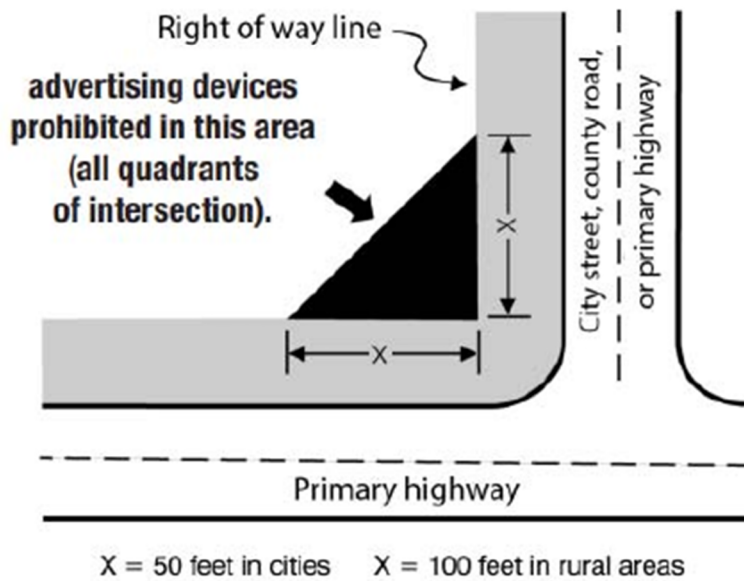 Right of way line
advertising devices
prohibited in this area
(all quadrants
of intersection).
City street, county road,
or primary highway
X
X
Primary highway
X = 50 feet in cities X = 100 feet in rural areas